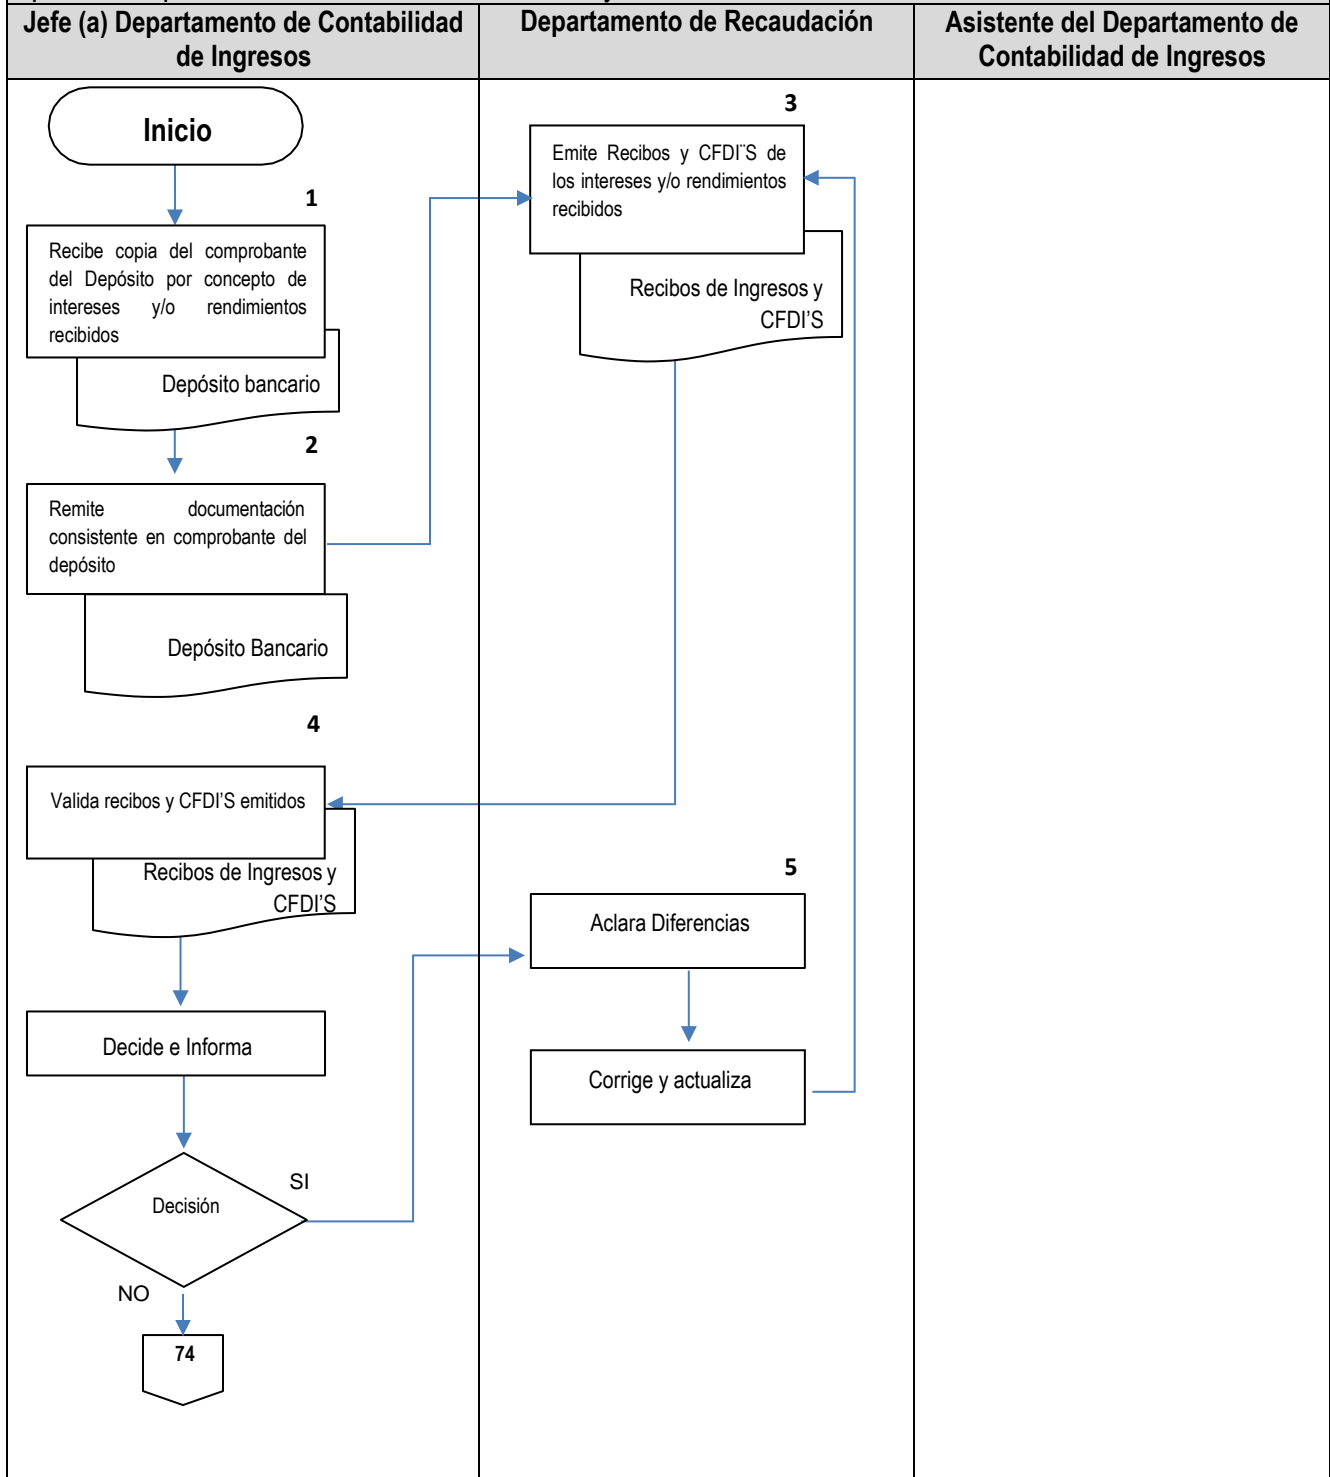 Jefe (a) Departamento de Contabilidad
de Ingresos
Departamento de Recaudación
Asistente del Departamento de
Contabilidad de Ingresos
Inicio
1
Recibe copia del comprobante
del Depósito por concepto de
intereses y/o rendimientos
recibidos
Depósito bancario
2
Remite documentación
consistente en comprobante del
depósito
Depósito Bancario
3
Emite Recibos y CFDI¨S de
los intereses y/o rendimientos
recibidos
Recibos de Ingresos y
CFDI'S
4
Valida recibos y CFDI'S emitidos
Recibos de Ingresos y
CFDI'S
5
Aclara Diferencias
Corrige y actualiza
Decide e Informa
Decisión
SI
NO
74